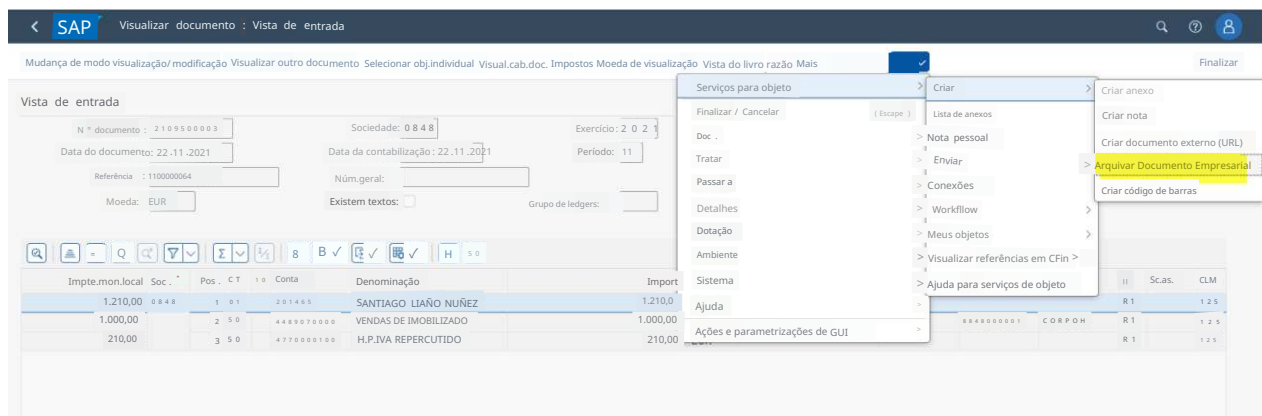 SAP Visualizar documento : Vista de entrada
Mudança de modo visualização/modificação Visualizar outro documento Selecionar obj.individual Visual.cab.doc. Impostos Moeda de visualização Vista do livro razão Mais Finalizar
Vista de entrada
N ° documento : 2109500003 Sociedade: 0848 Exercício: 2021
Data do documento: 22 -11 -2021 Data da contabilização : 22 .11 .2021 Período: 11
Referência : 1100000064 Núm.geral:
Moeda: EUR Existem textos: Grupo de ledgers:
Serviços para objeto
Finalizar / Cancelar ( Escape )
Doc .
Tratar
Passar a
Detalhes
Dotação
Ambiente
Sistema
Ajuda
Ações e parametrizações de GUI
Criar
Lista de anexos
Nota pessoal
Enviar
Conexões
Workfllow
Meus objetos
Visualizar referências em CFin
Ajuda para serviços de objeto
Criar anexo
Criar nota
Criar documento externo (URL)
Arquivar Documento Empresarial
Criar código de barras
8 B H 50
Impte.mon.local Soc. Pos. CT 10 Conta Denominação Import II Sc.as. CLM
1.210,00 0848 1 01 201465 SANTIAGO LIAÑO NUÑEZ 1.210,0 R1 125
1.000,00 2 50 4489070000 VENDAS DE IMOBILIZADO 1.000,00 8848000001 CORPOH R1 125
210,00 3 50 4770000100 H.P.IVA REPERCUTIDO 210,00 R1 125